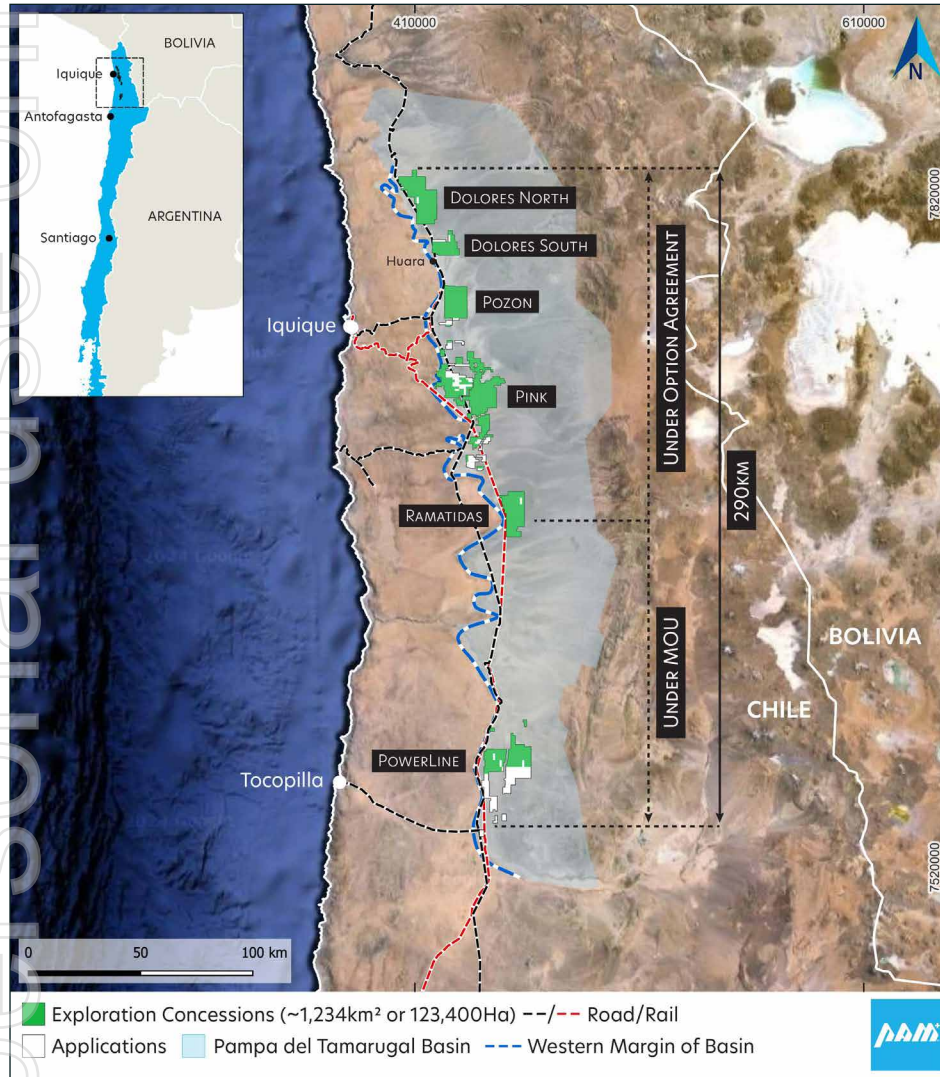 410000
610000
BOLIVIA
Iquique
Antofagasta
ARGENTINA
Santiago
N
7820000
DOLORES NORTH
DOLORES SOUTH
Huara
POZON
Iquique
PINK
UNDER OPTION AGREEMENT
290KM
RAMATIDAS
UNDER MOU
BOLIVIA
CHILE
POWERLINE
Tocopilla
7520000
0 50 100 km
Exploration Concessions (~1,234km² or 123,400Ha) Road/Rail
Applications Pampa del Tamarugal Basin Western Margin of Basin
PAM